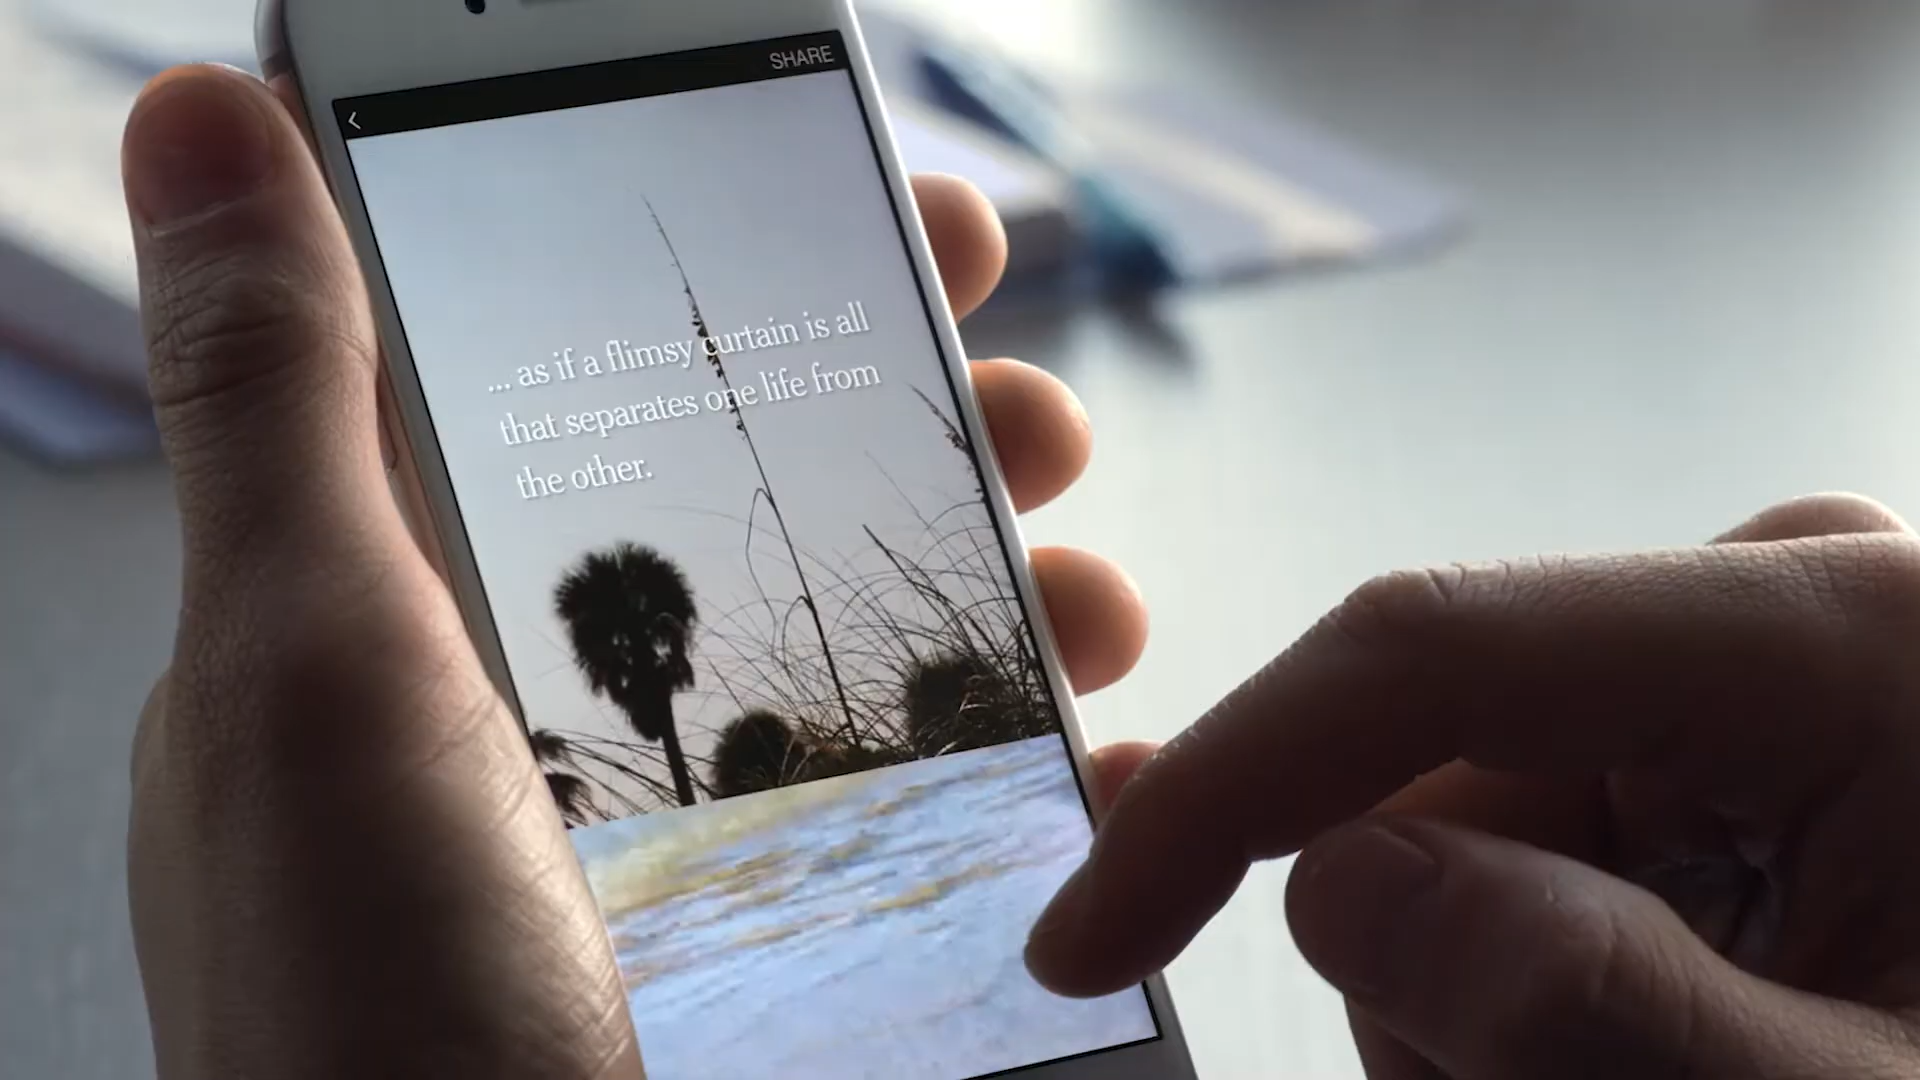 SHARE
... as if a flimsy curtain is all
that separates one life from
the other.